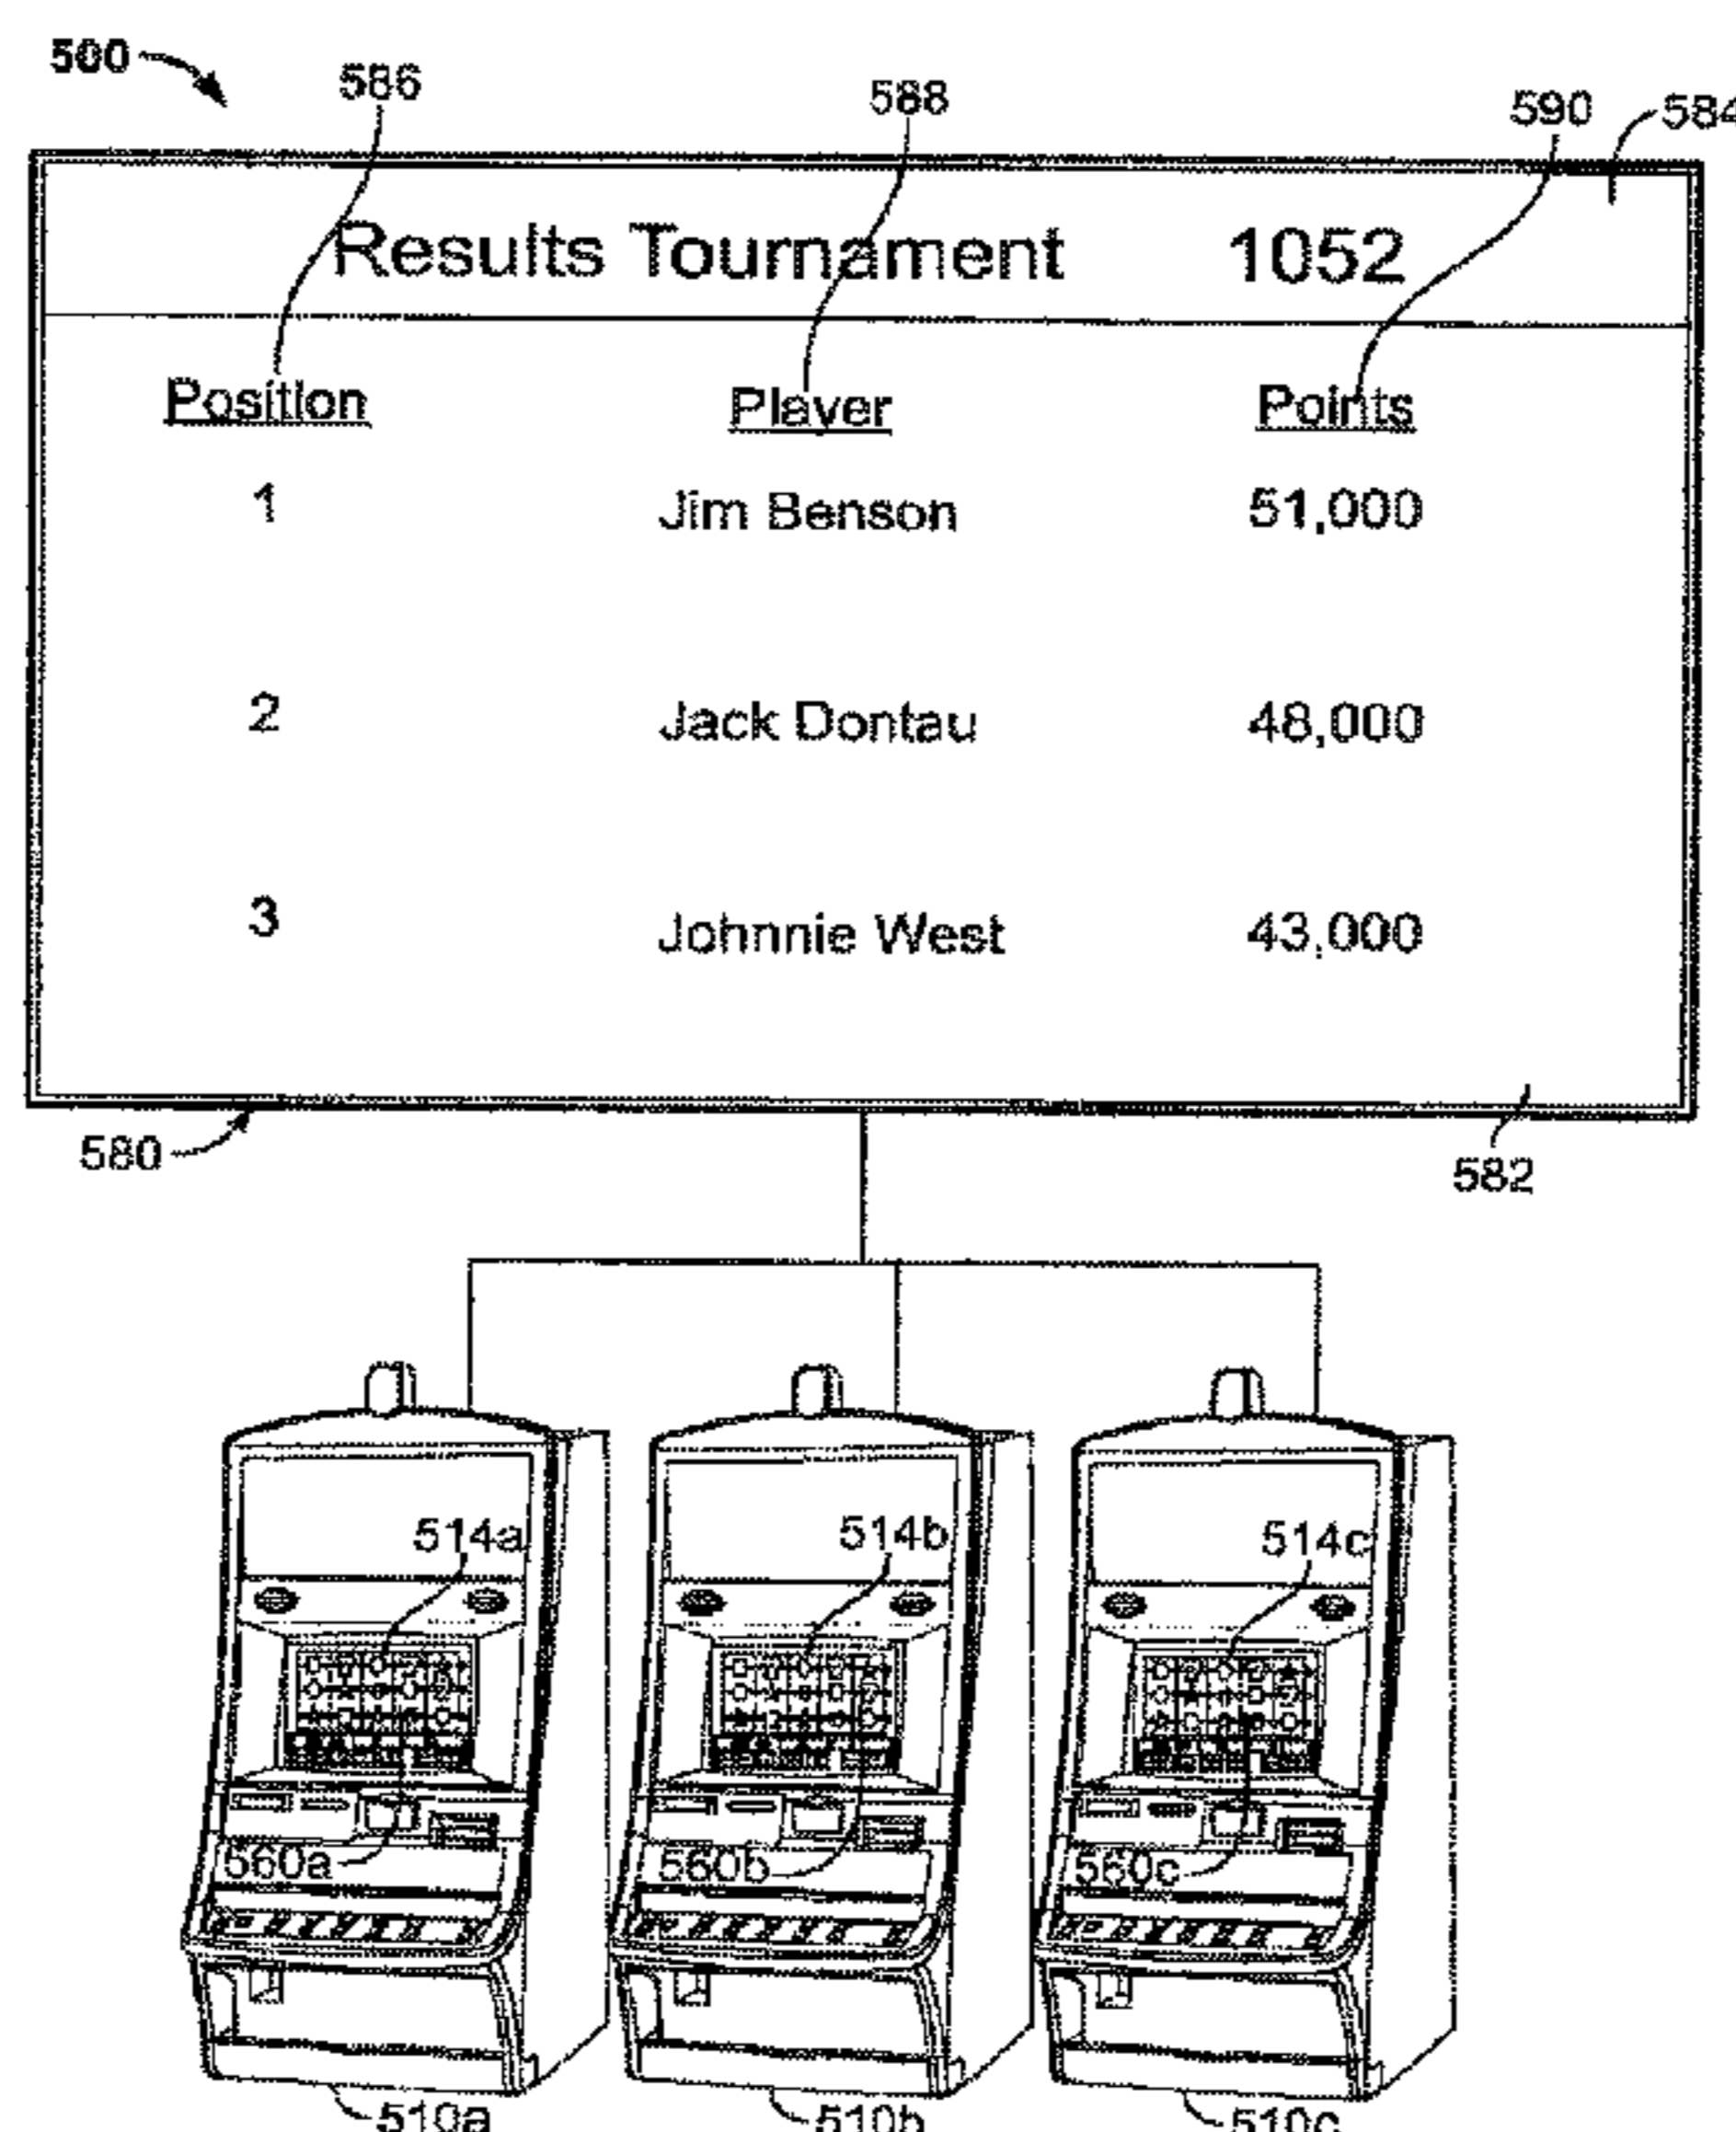 500
586
588
590
584
Results Tournament 1052
Position Player Points
1 Jim Benson 51,000
2 Jack Dontau 48,000
3 Johnnie West 43,000
580
582
514a 514b 514c
560a 560b 560c
510a 510b 510c